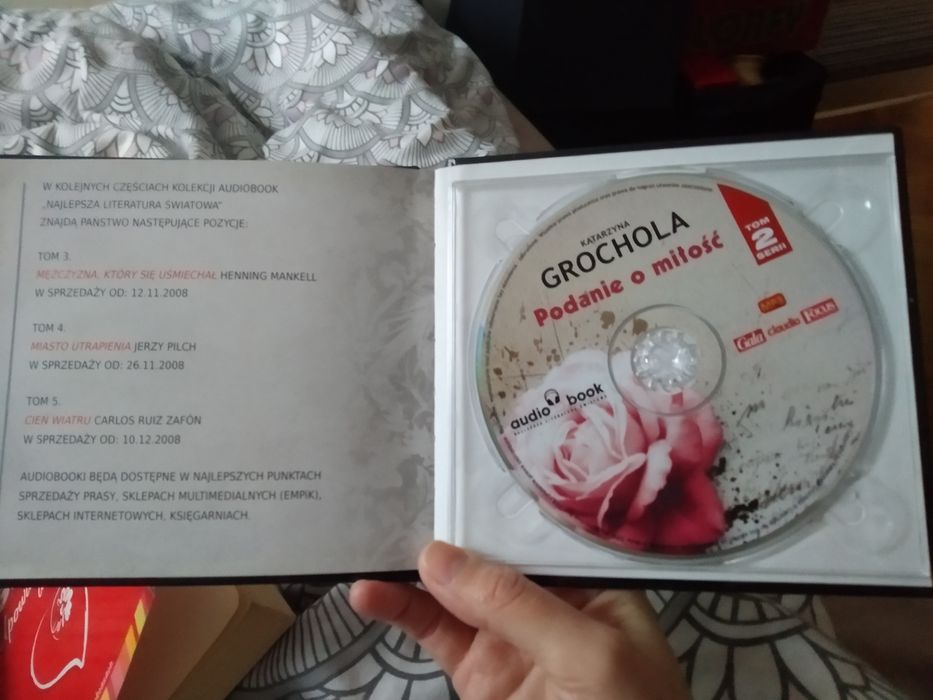 W KOLEJNYCH CZĘŚCIACH KOLEKCJI AUDIOBOOK
„NAJLEPSZA LITERATURA ŚWIATOWA"
ZNAJDĄ PAŃSTWO NASTĘPUJĄCE POZYCJE:
TOM 3.
MĘŻCZYZNA, KTÓRY SIĘ UŚMIECHAŁ HENNING MANKELL
W SPRZEDAŻY OD: 12.11.2008
TOM 4.
MIASTO UTRAPIENIA JERZY PILCH
W SPRZEDAŻY OD: 26.11.2008
TOM 5.
CIEŃ WIATRU CARLOS RUIZ ZAFÓN
W SPRZEDAŻY OD: 10.12.2008
AUDIOBOOKI BĘDĄ DOSTĘPNE W NAJLEPSZYCH PUNKTACH
SPRZEDAŻY PRASY, SKLEPACH MULTIMEDIALNYCH (EMPIK),
SKLEPACH INTERNETOWYCH, KSIĘGARNIACH.
KATARZYNA
GROCHOLA
Podanie o miłość
TOM
2
SERII
MP3
Gala claudia FOCUS
audio book
NAJLEPSZA LITERATURA ŚWIATOWA